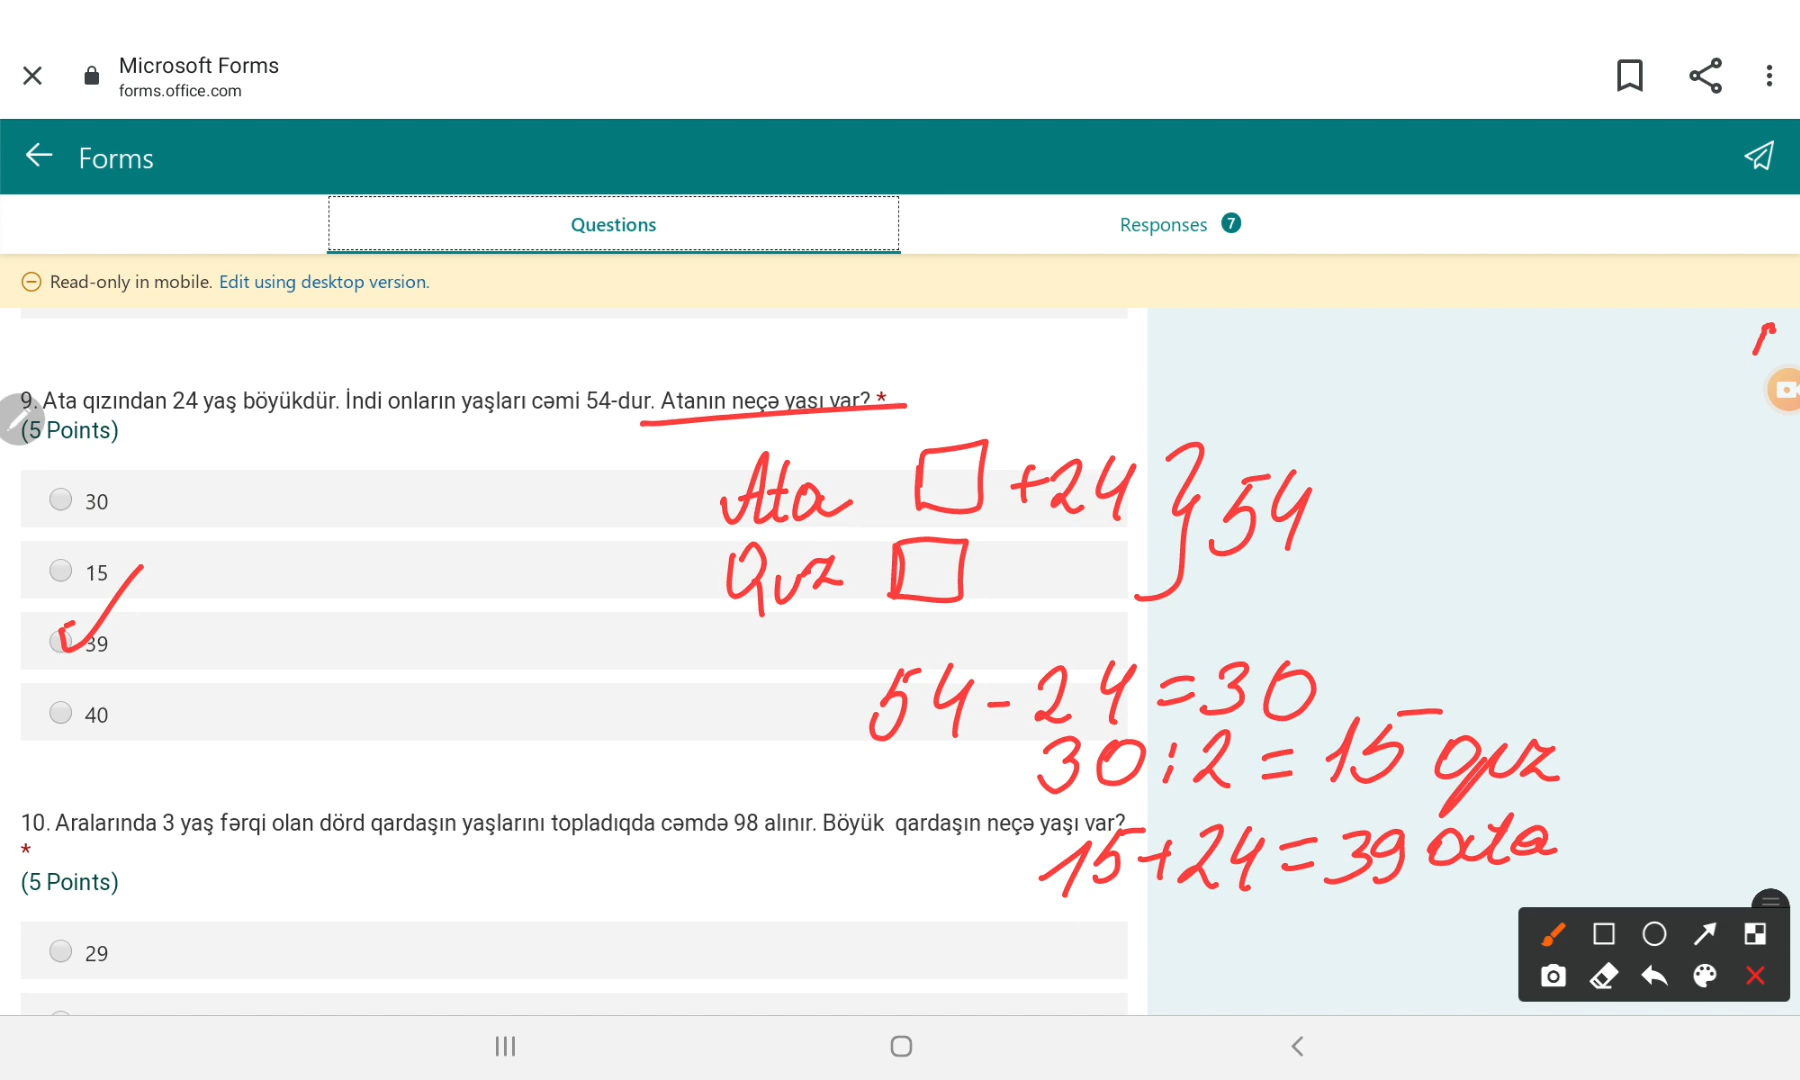 Microsoft Forms
forms.office.com
Forms
Questions
Responses 7
Read-only in mobile. Edit using desktop version.
9. Ata qızından 24 yaş böyükdür. İndi onların yaşları cəmi 54-dur. Atanın neçə yaşı var? *
(5 Points)
30
15
39
40
Ata □ +24 } 54
Qız □
54 - 24 = 30
30 : 2 = 15 qız
15+24 = 39 ata
10. Aralarında 3 yaş fərqi olan dörd qardaşın yaşlarını topladıqda cəmdə 98 alınır. Böyük qardaşın neçə yaşı var?
*
(5 Points)
29